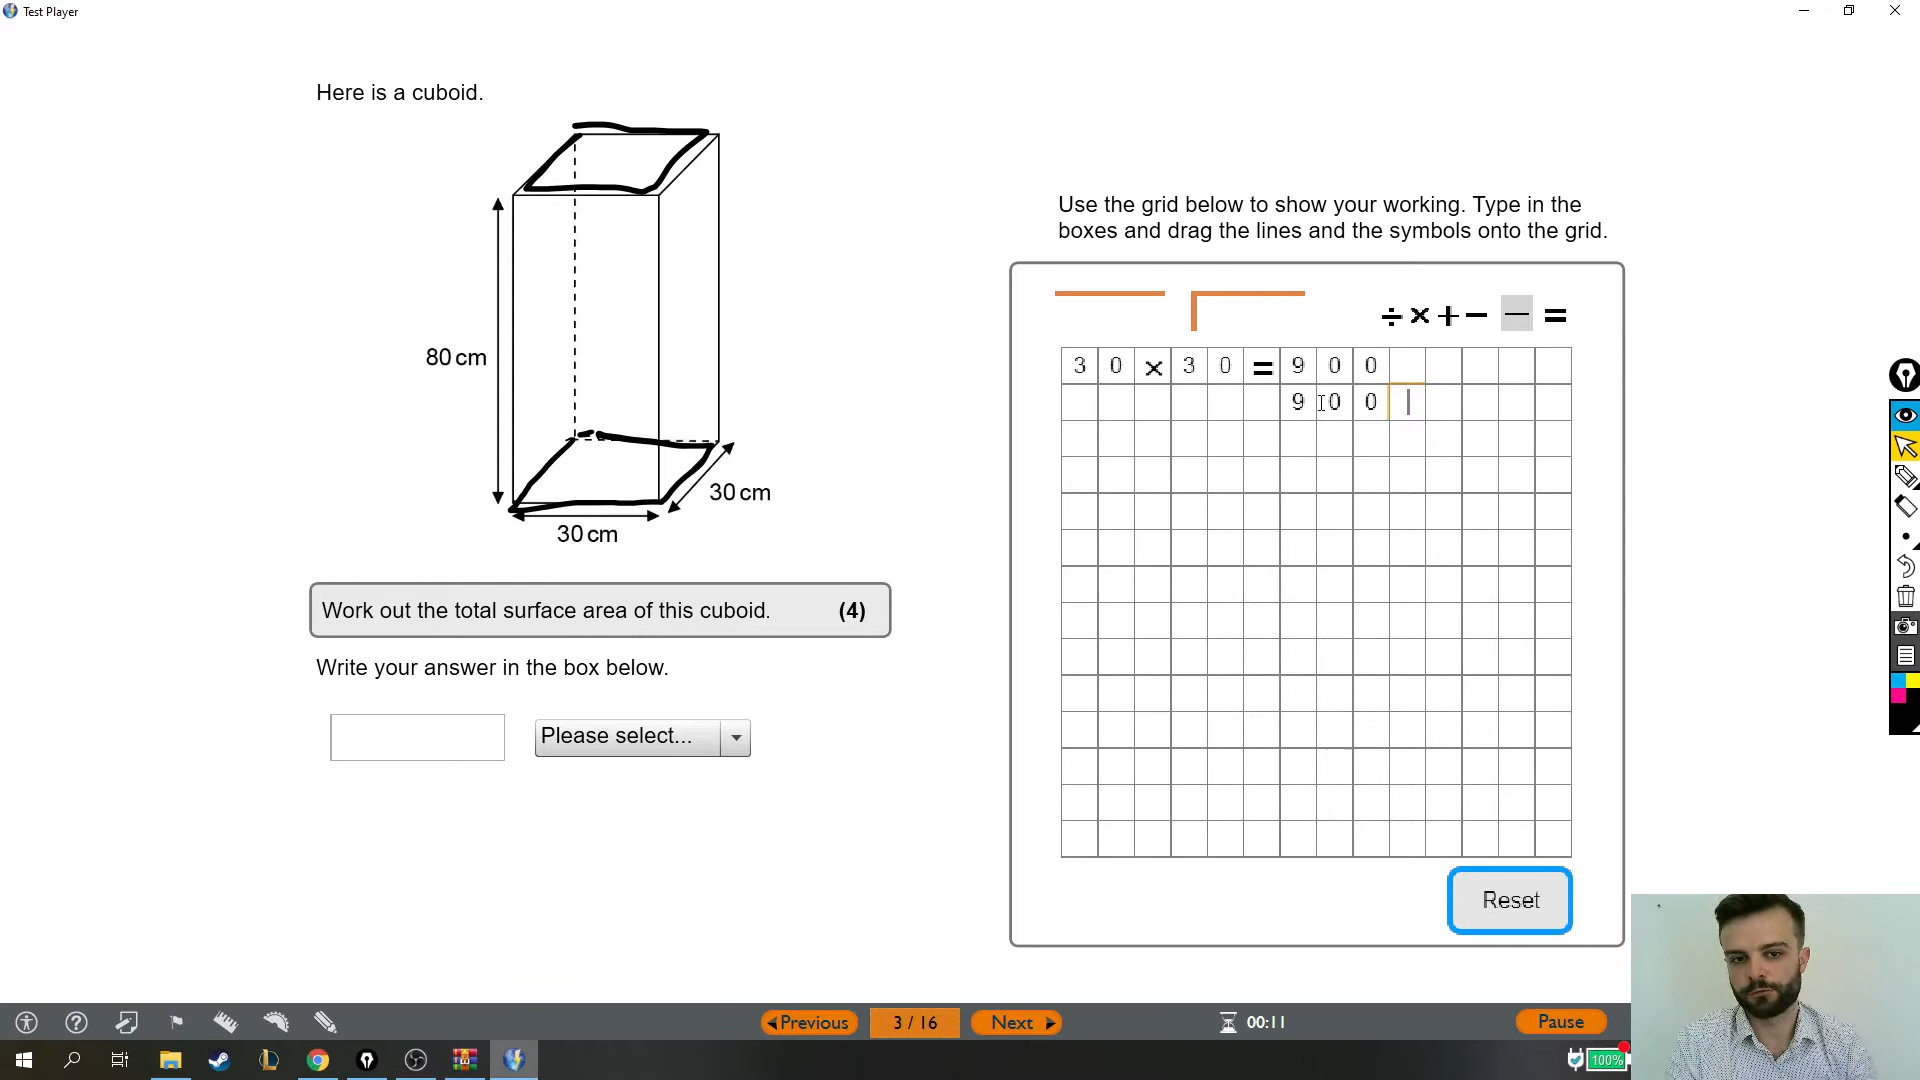 Test Player
Here is a cuboid.
80 cm
30 cm
30 cm
Work out the total surface area of this cuboid. (4)
Write your answer in the box below.
Please select...
Use the grid below to show your working. Type in the
boxes and drag the lines and the symbols onto the grid.
÷ × + − — =
3 0 × 3 0 = 9 0 0
9 0 0
Reset
Previous
3 / 16
Next
00:11
Pause
100%